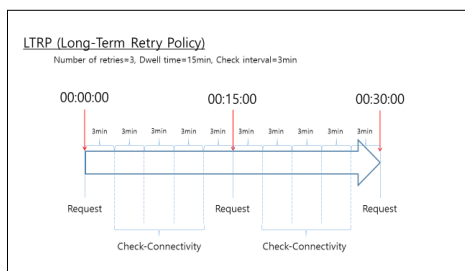 LTRP (Long-Term Retry Policy)
Number of retries=3, Dwell time=15min, Check interval=3min
00:00:00 00:15:00 00:30:00
3min 3min 3min 3min 3min 3min 3min 3min 3min 3min
Request Request Request
Check-Connectivity Check-Connectivity